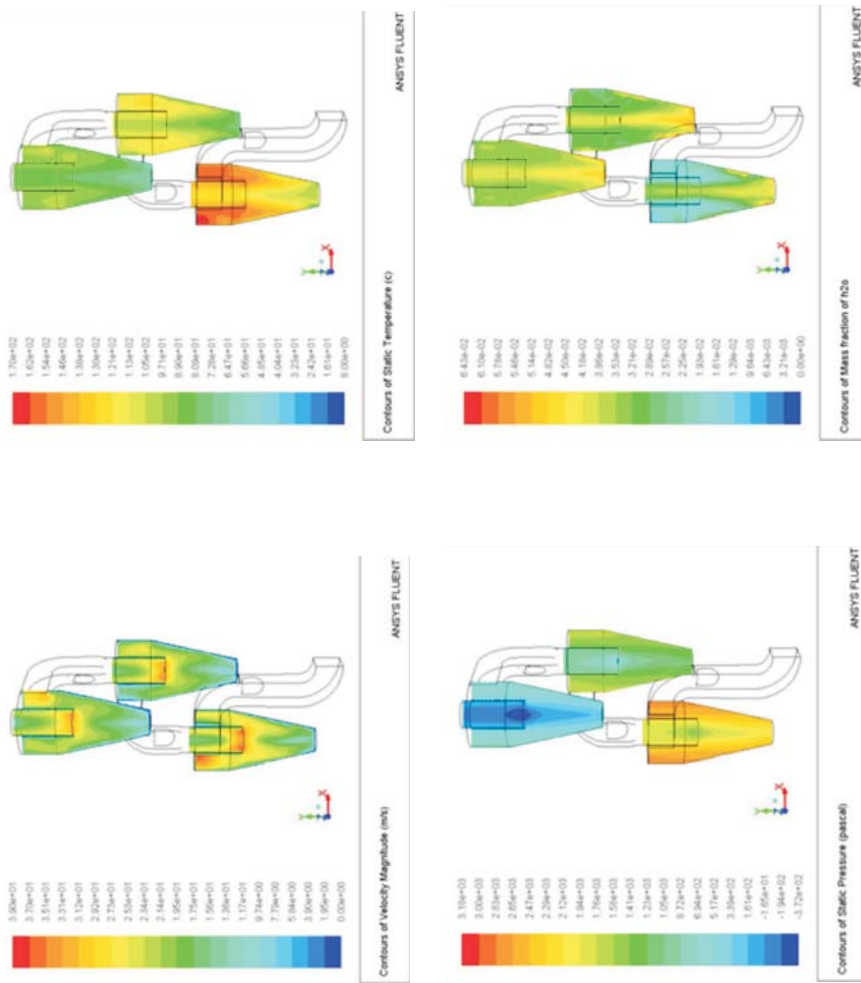 1.70e+02
1.62e+02
1.54e+02
1.46e+02
1.38e+02
1.30e+02
1.21e+02
1.13e+02
1.05e+02
9.71e+01
8.90e+01
8.09e+01
7.28e+01
6.47e+01
5.66e+01
4.85e+01
4.04e+01
3.23e+01
2.42e+01
1.61e+01
8.00e+00
Y
X
Z
Contours of Static Temperature (c)
ANSYS FLUENT
6.43e-02
6.10e-02
5.78e-02
5.46e-02
5.14e-02
4.82e-02
4.50e-02
4.18e-02
3.86e-02
3.53e-02
3.21e-02
2.89e-02
2.57e-02
2.25e-02
1.93e-02
1.61e-02
1.29e-02
9.64e-03
6.43e-03
3.21e-03
0.00e+00
Y
X
Z
Contours of Mass fraction of h2o
ANSYS FLUENT
3.90e+01
3.70e+01
3.51e+01
3.31e+01
3.12e+01
2.92e+01
2.73e+01
2.53e+01
2.34e+01
2.14e+01
1.95e+01
1.75e+01
1.56e+01
1.36e+01
1.17e+01
9.74e+00
7.79e+00
5.84e+00
3.90e+00
1.95e+00
0.00e+00
Y
X
Z
Contours of Velocity Magnitude (m/s)
ANSYS FLUENT
3.18e+03
3.00e+03
2.83e+03
2.65e+03
2.47e+03
2.29e+03
2.12e+03
1.94e+03
1.76e+03
1.58e+03
1.41e+03
1.23e+03
1.05e+03
8.72e+02
6.94e+02
5.17e+02
3.39e+02
1.61e+02
-1.65e+01
-1.94e+02
-3.72e+02
Y
X
Z
Contours of Static Pressure (pascal)
ANSYS FLUENT